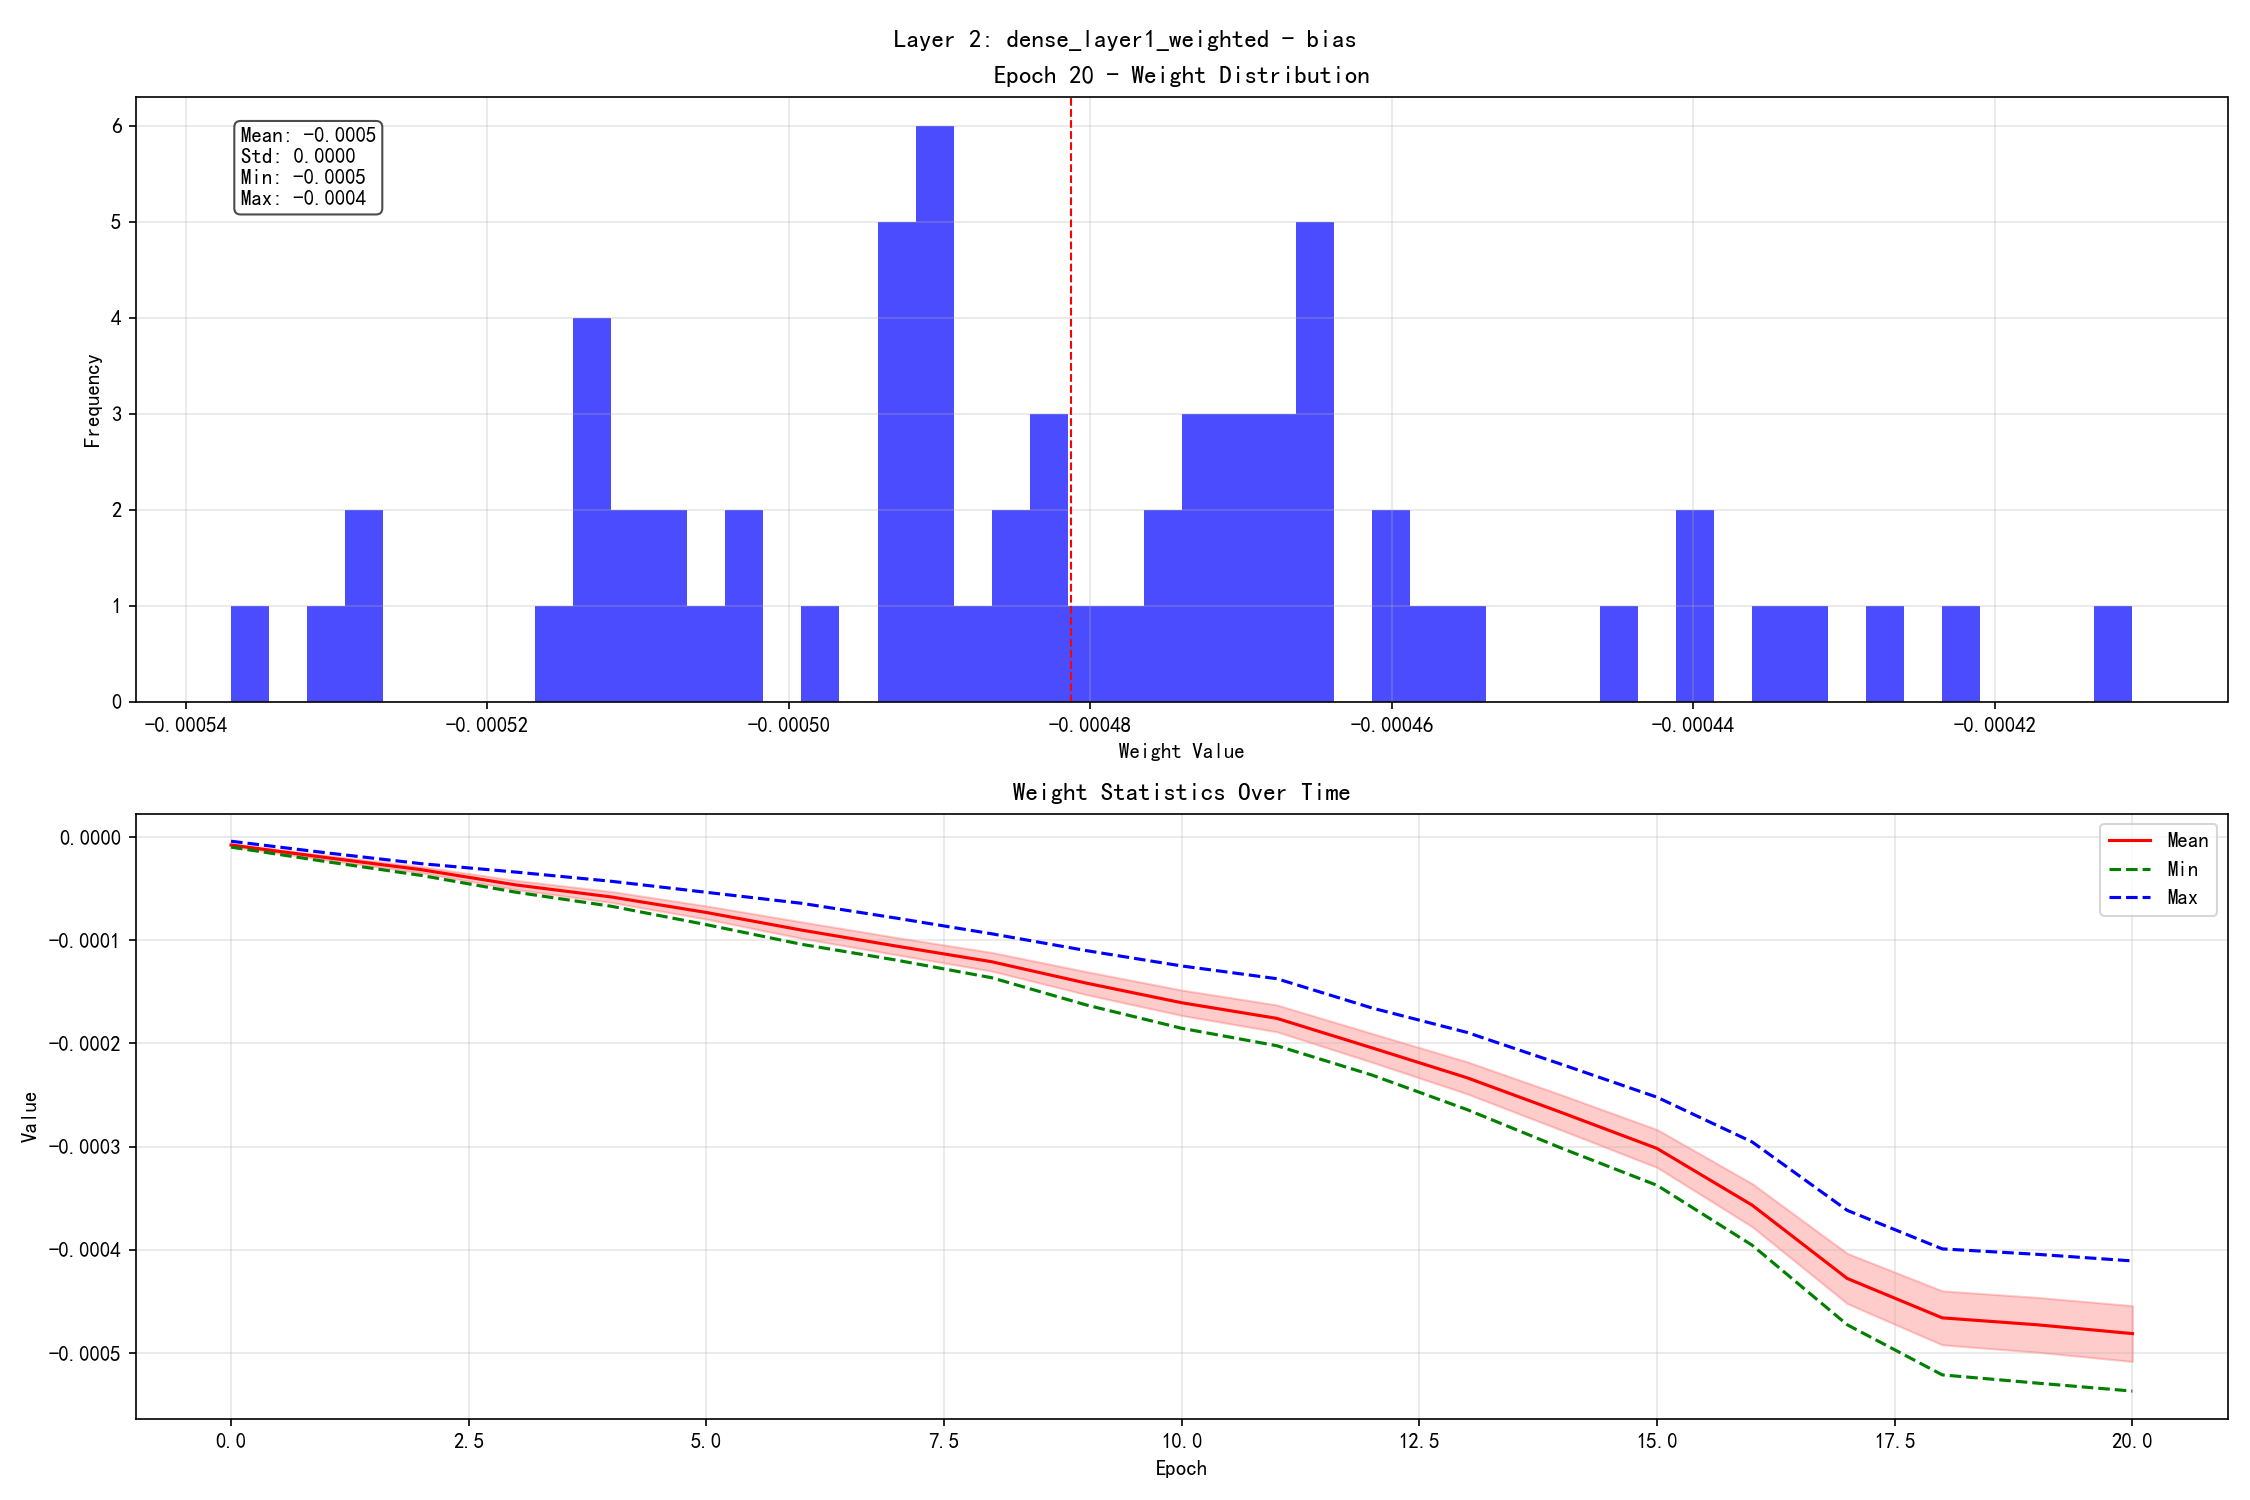 Layer 2: dense_layer1_weighted - bias
Epoch 20 - Weight Distribution
Mean: -0.0005
Std: 0.0000
Min: -0.0005
Max: -0.0004
Frequency
6
5
4
3
2
1
0
-0.00054 -0.00052 -0.00050 -0.00048 -0.00046 -0.00044 -0.00042
Weight Value
Weight Statistics Over Time
Mean
Min
Max
Value
0.0000
-0.0001
-0.0002
-0.0003
-0.0004
-0.0005
0.0 2.5 5.0 7.5 10.0 12.5 15.0 17.5 20.0
Epoch